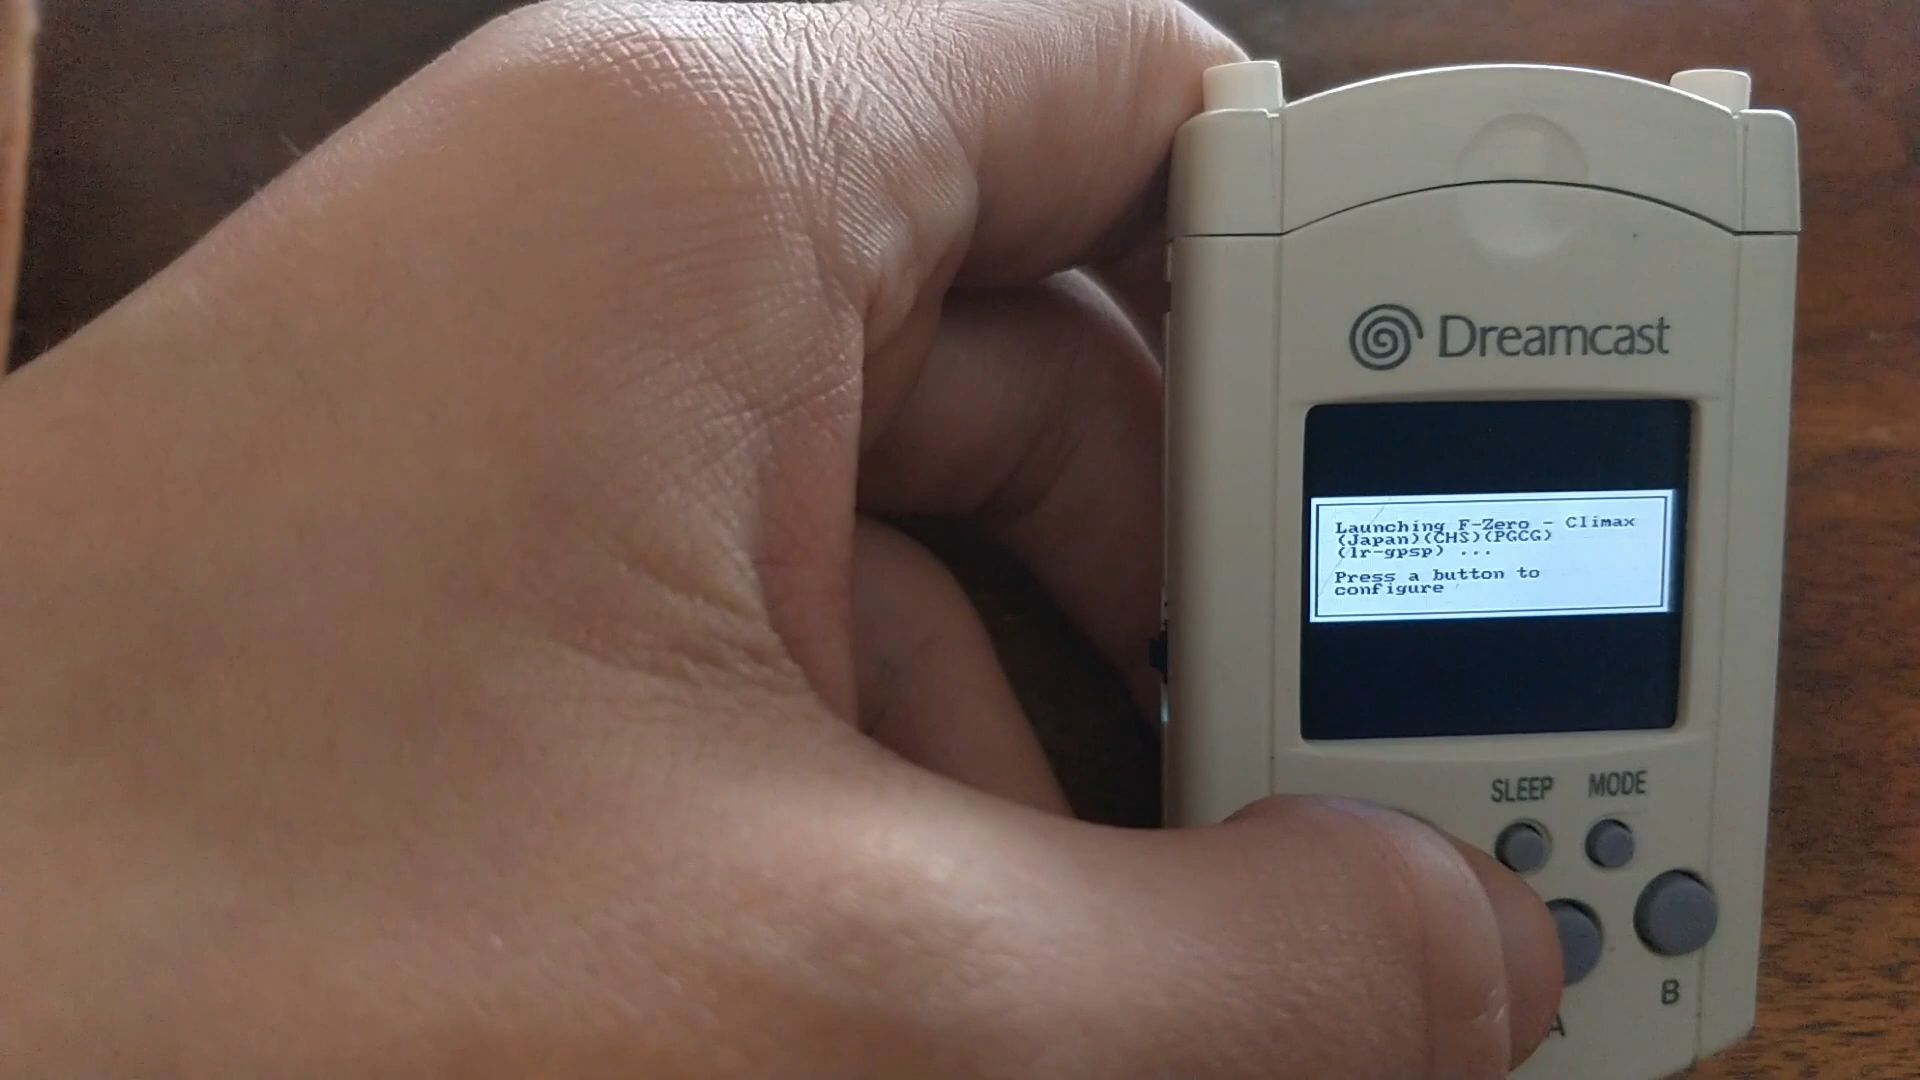 Dreamcast
Launching F-Zero - Climax
(Japan)(CHS)(PGCG)
(lr-gpsp) ...
Press a button to
configure
SLEEP MODE
B
A